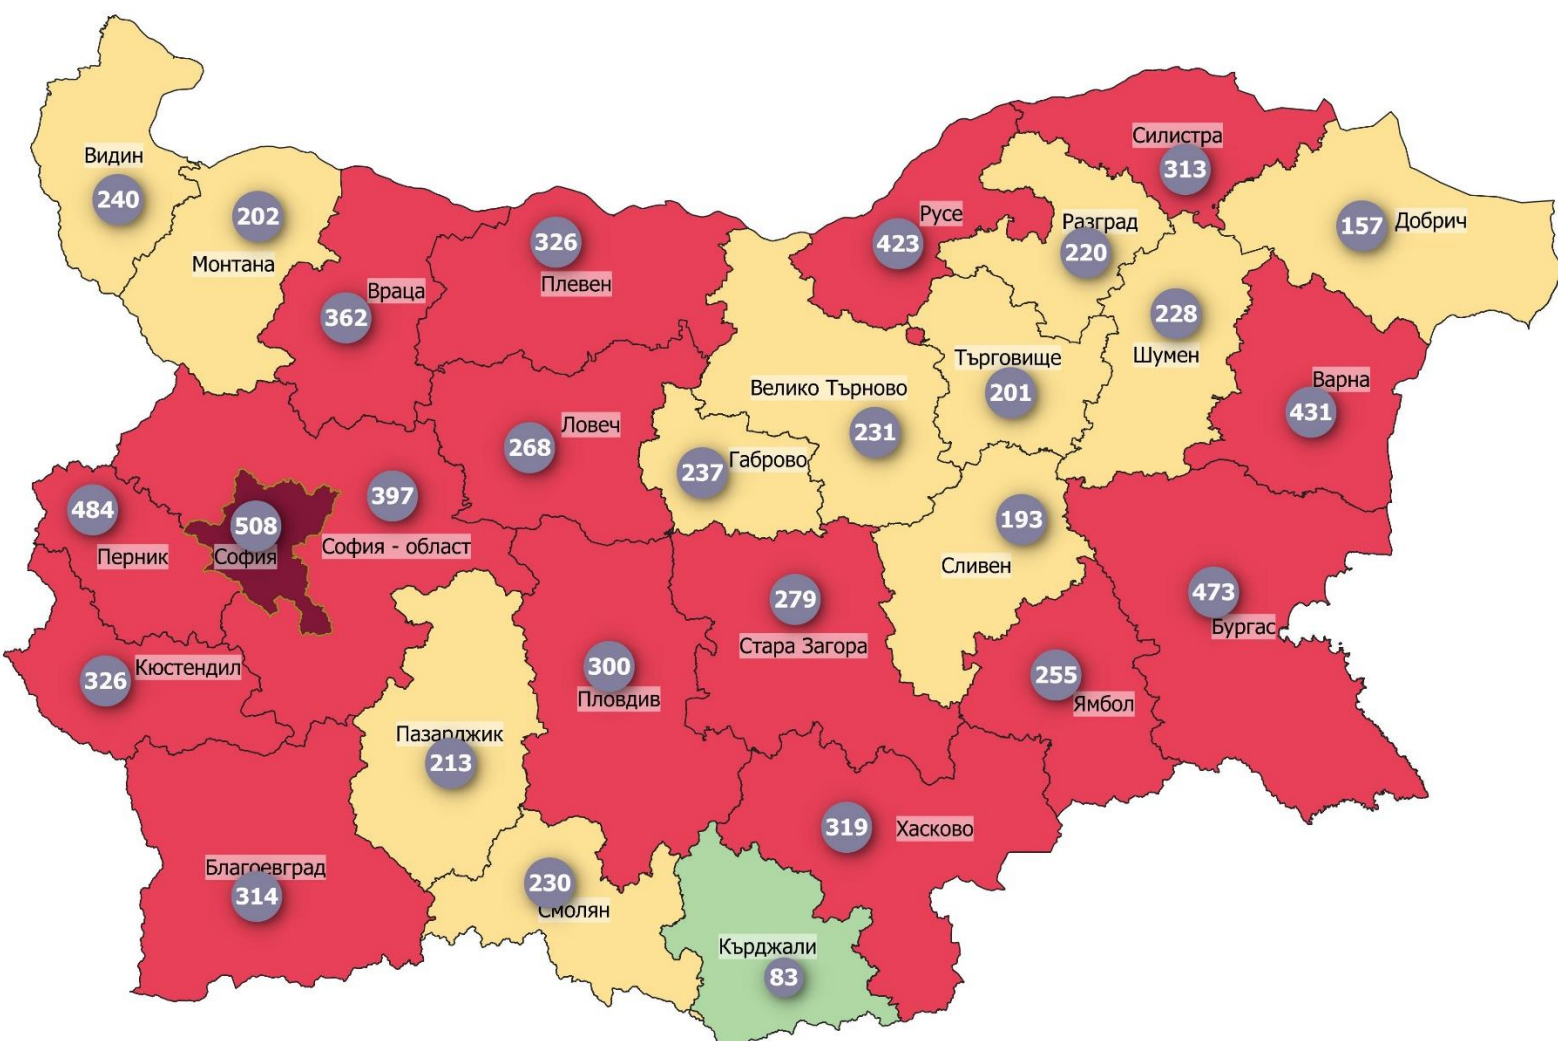 Видин
240
202
Монтана
362
Враца
326
Плевен
Русе
423
Силистра
313
Разград
220
157
Добрич
228
Шумен
Търговище
201
Велико Търново
231
Варна
431
Ловеч
268
237
Габрово
484
Перник
508
София
397
София - област
193
Сливен
473
Бургас
279
Стара Загора
300
Пловдив
255
Ямбол
Кюстендил
326
Пазарджик
213
319
Хасково
Благоевград
314
230
Смолян
Кърджали
83